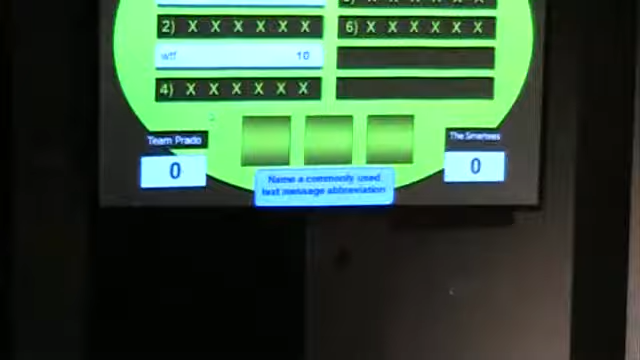 2) X X X X X X
6) X X X X X X
wtf 10
4) X X X X X X
Team Prado
0
The Smartees
0
Name a commonly used
text message abbreviation